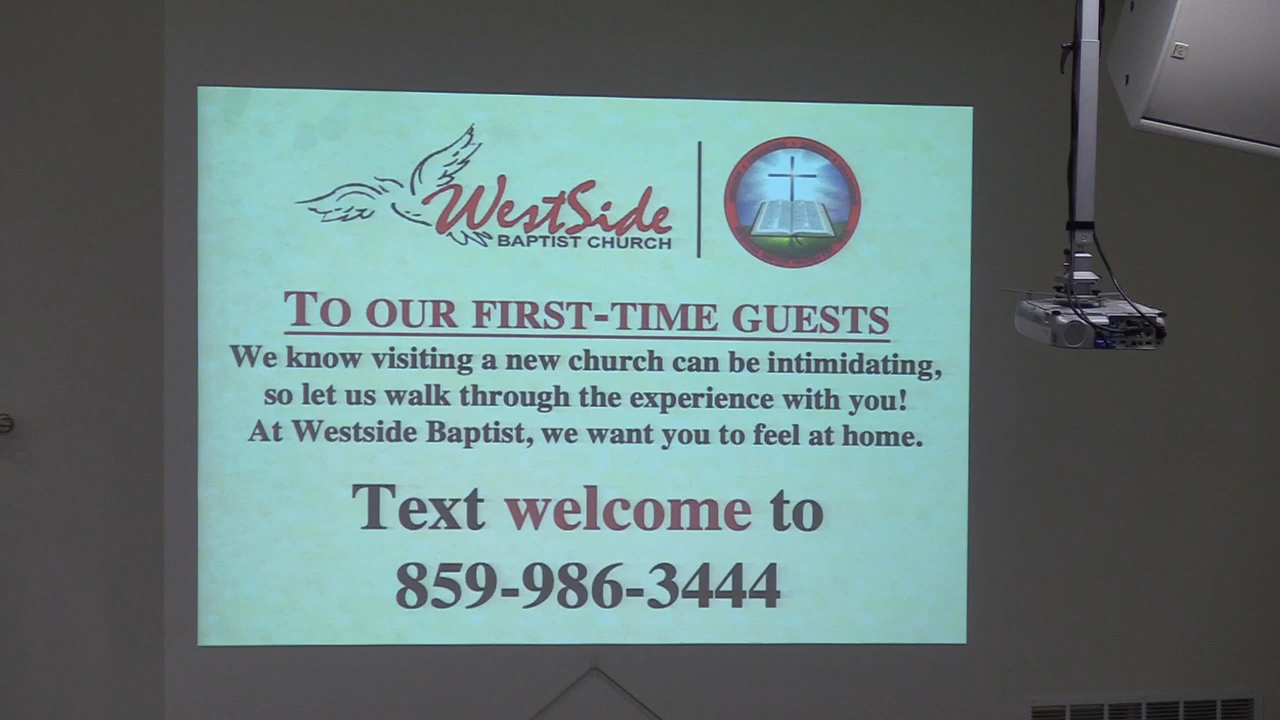 WestSide
BAPTIST CHURCH
TO OUR FIRST-TIME GUESTS
We know visiting a new church can be intimidating,
so let us walk through the experience with you!
At Westside Baptist, we want you to feel at home.
Text welcome to
859-986-3444